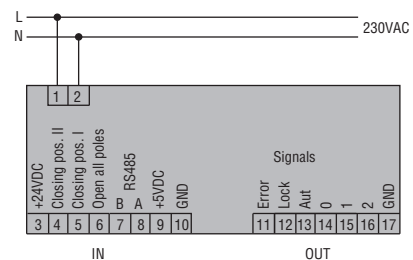 L
N
230VAC
1 2
+24VDC
Closing pos. II
Closing pos. I
Open all poles
B
A
RS485
+5VDC
GND
Signals
Error
Lock
Aut
0
1
2
GND
3 4 5 6 7 8 9 10
11 12 13 14 15 16 17
IN
OUT